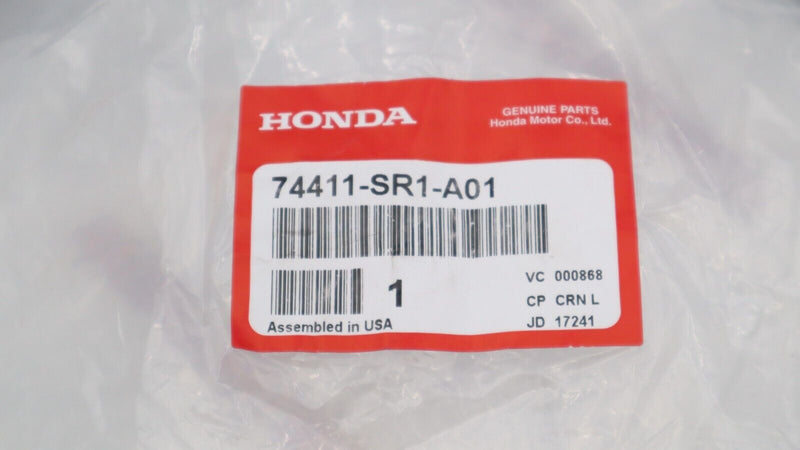 HONDA
GENUINE PARTS
Honda Motor Co., Ltd.
74411-SR1-A01
1
VC 000868
CP CRN L
JD 17241
Assembled in USA